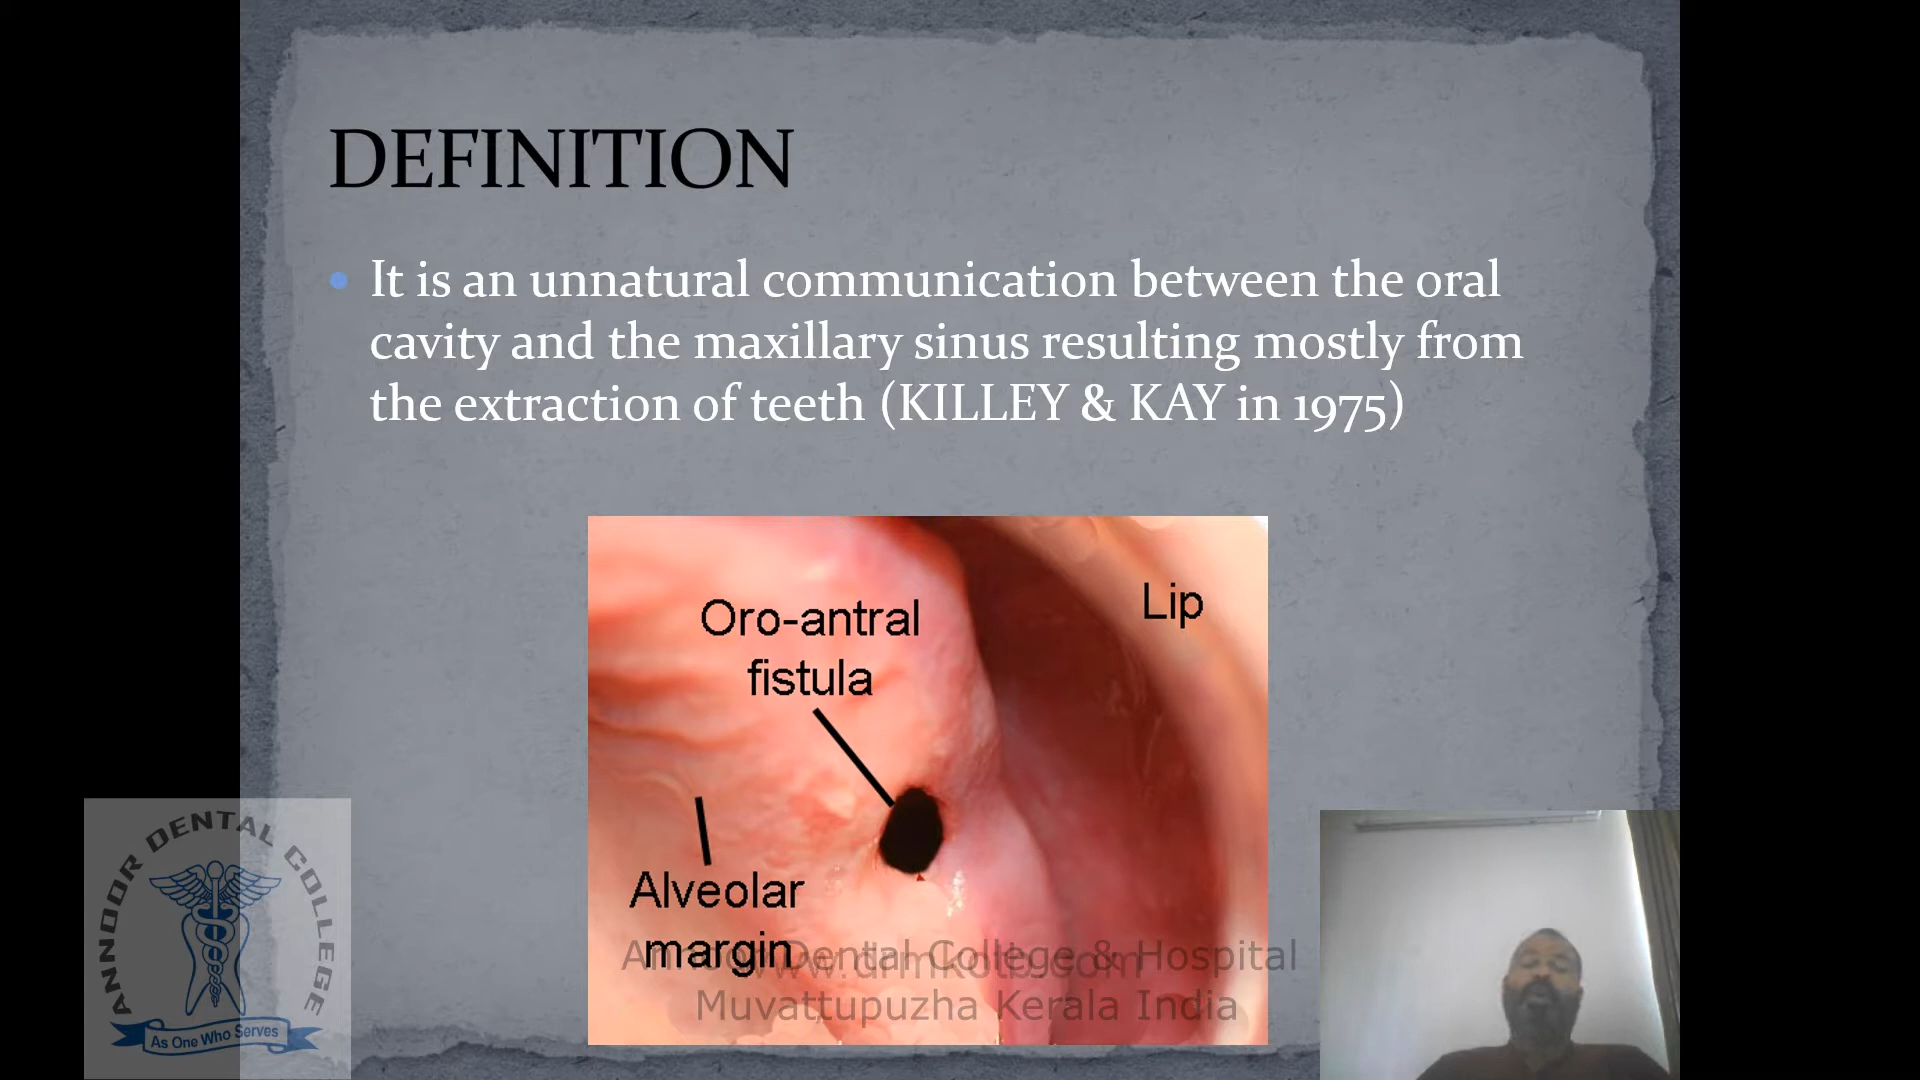 DEFINITION
It is an unnatural communication between the oral
cavity and the maxillary sinus resulting mostly from
the extraction of teeth (KILLEY & KAY in 1975)
Oro-antral
fistula
Lip
Alveolar
margin
Annoor Dental College & Hospital
Muvattupuzha Kerala India
ANNOOR DENTAL COLLEGE
As One Who Serves